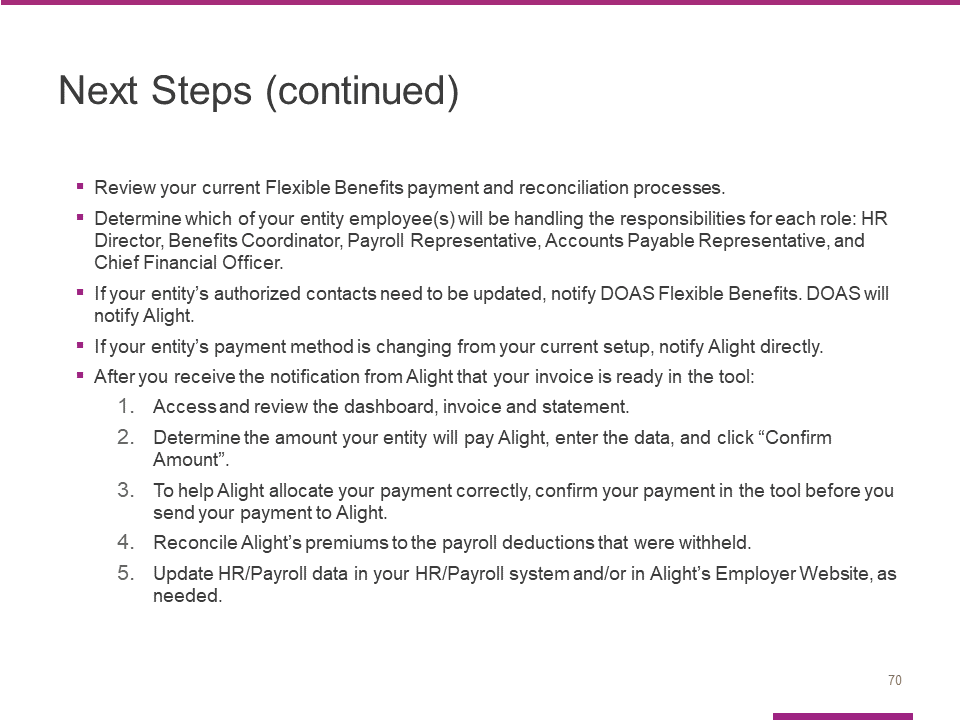 Next Steps (continued)
▪ Review your current Flexible Benefits payment and reconciliation processes.
▪ Determine which of your entity employee(s) will be handling the responsibilities for each role: HR
Director, Benefits Coordinator, Payroll Representative, Accounts Payable Representative, and
Chief Financial Officer.
▪ If your entity’s authorized contacts need to be updated, notify DOAS Flexible Benefits. DOAS will
notify Alight.
▪ If your entity’s payment method is changing from your current setup, notify Alight directly.
▪ After you receive the notification from Alight that your invoice is ready in the tool:
1. Access and review the dashboard, invoice and statement.
2. Determine the amount your entity will pay Alight, enter the data, and click “Confirm
Amount”.
3. To help Alight allocate your payment correctly, confirm your payment in the tool before you
send your payment to Alight.
4. Reconcile Alight’s premiums to the payroll deductions that were withheld.
5. Update HR/Payroll data in your HR/Payroll system and/or in Alight’s Employer Website, as
needed.
70